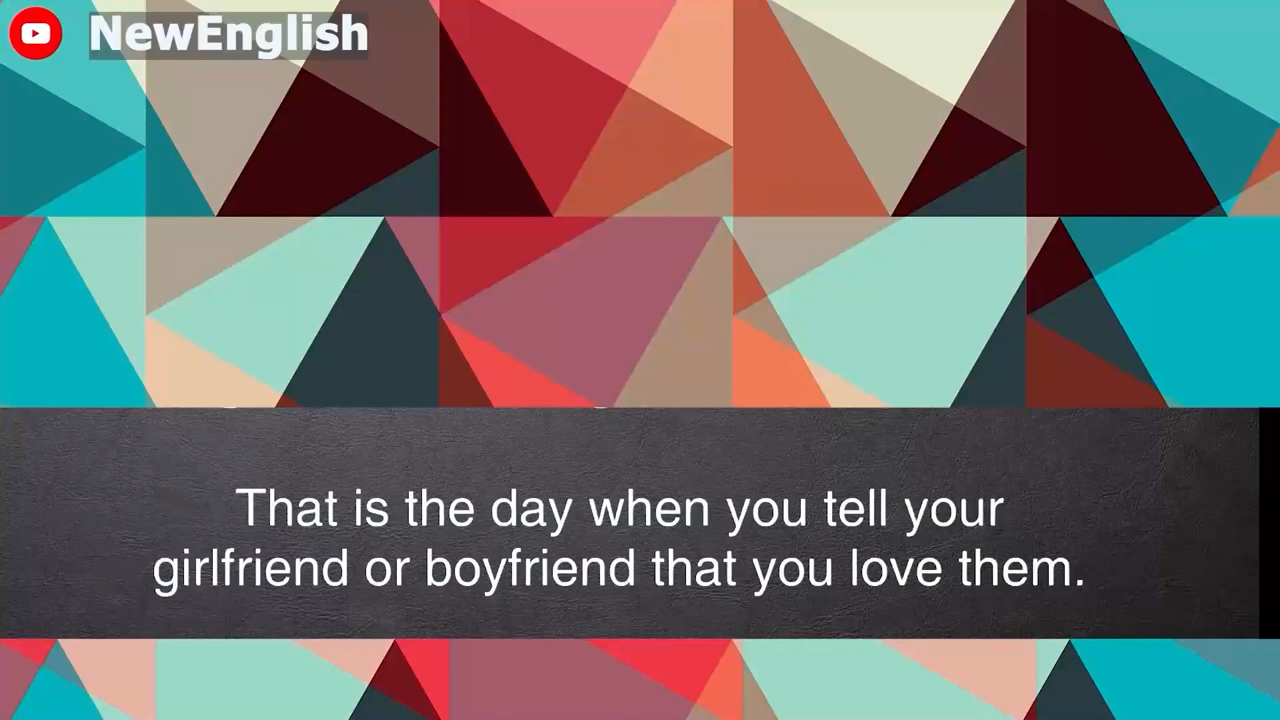 NewEnglish
That is the day when you tell your
girlfriend or boyfriend that you love them.